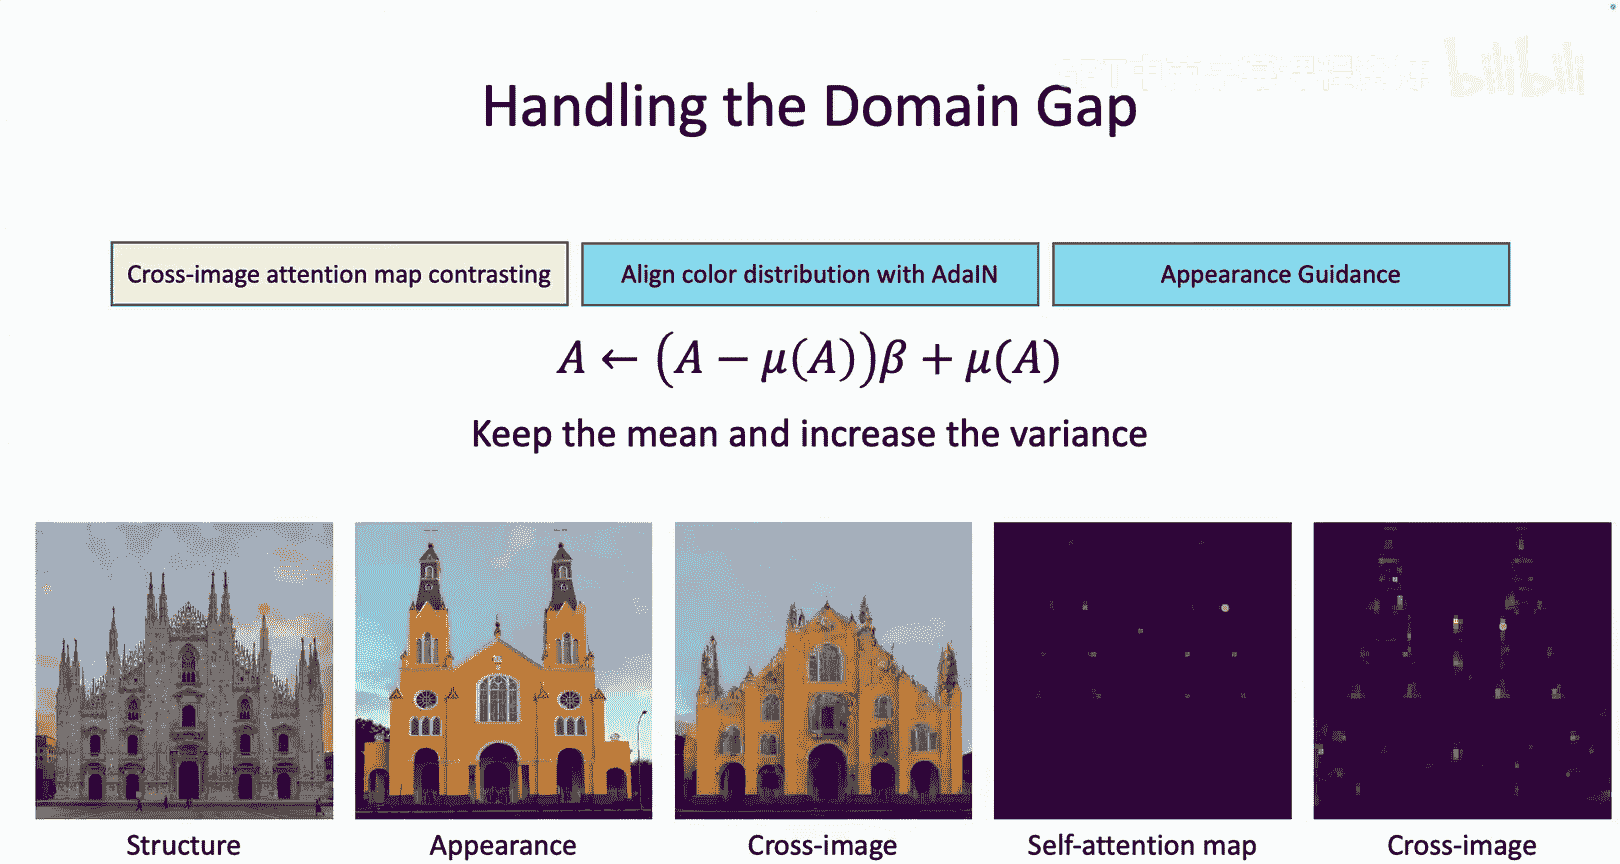 Handling the Domain Gap
Cross-image attention map contrasting
Align color distribution with AdaIN
Appearance Guidance
A ← (A − μ(A))β + μ(A)
Keep the mean and increase the variance
Structure
Appearance
Cross-image
Self-attention map
Cross-image
bilibili